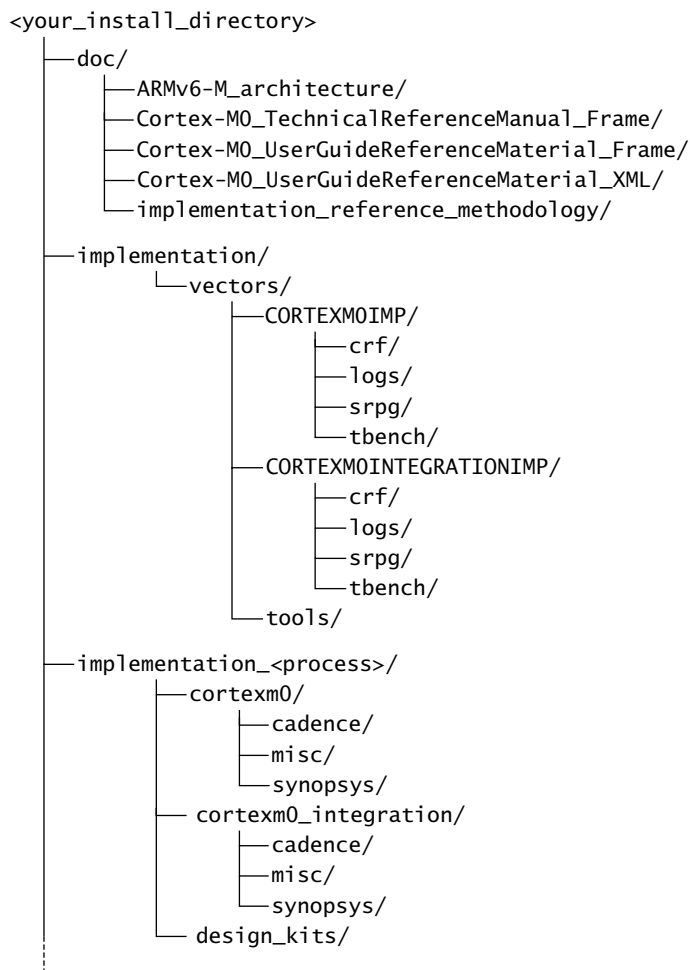 <your_install_directory>
doc/
ARMv6-M_architecture/
Cortex-M0_TechnicalReferenceManual_Frame/
Cortex-M0_UserGuideReferenceMaterial_Frame/
Cortex-M0_UserGuideReferenceMaterial_XML/
implementation_reference_methodology/
implementation/
vectors/
CORTEXM0IMP/
crf/
logs/
srpg/
tbench/
CORTEXM0INTEGRATIONIMP/
crf/
logs/
srpg/
tbench/
tools/
implementation_<process>/
cortexm0/
cadence/
misc/
synopsys/
cortexm0_integration/
cadence/
misc/
synopsys/
design_kits/